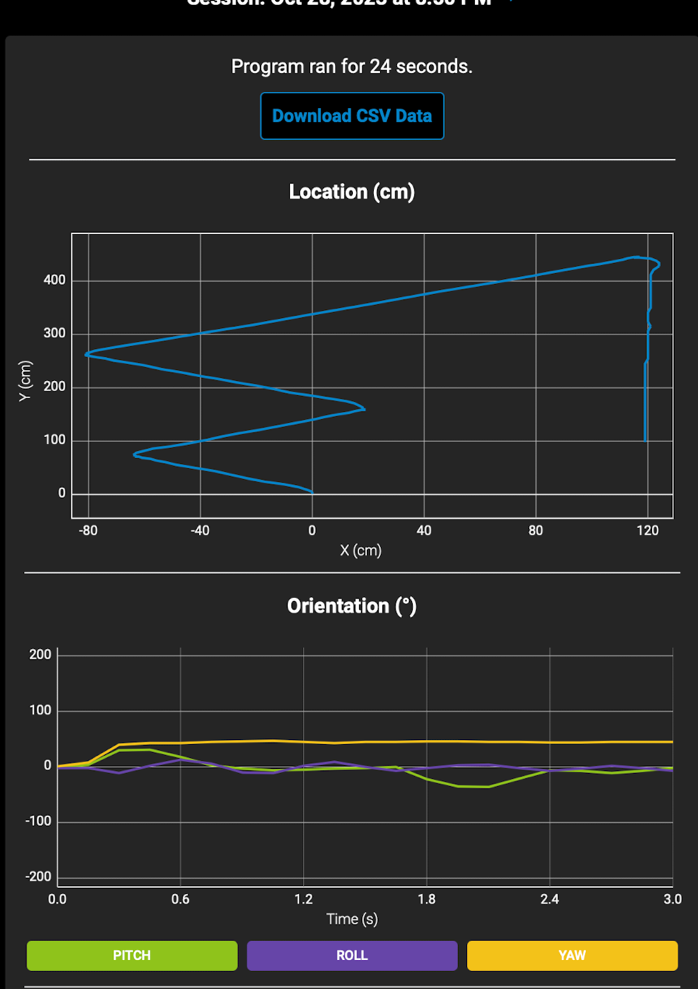 Program ran for 24 seconds.
Download CSV Data
Location (cm)
400
300
200
100
0
Y (cm)
-80 -40 0 40 80 120
X (cm)
Orientation (°)
200
100
0
-100
-200
0.0 0.6 1.2 1.8 2.4 3.0
Time (s)
PITCH ROLL YAW